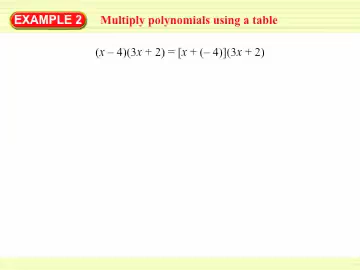 EXAMPLE 2 Multiply polynomials using a table
(x – 4)(3x + 2) = [x + (– 4)](3x + 2)